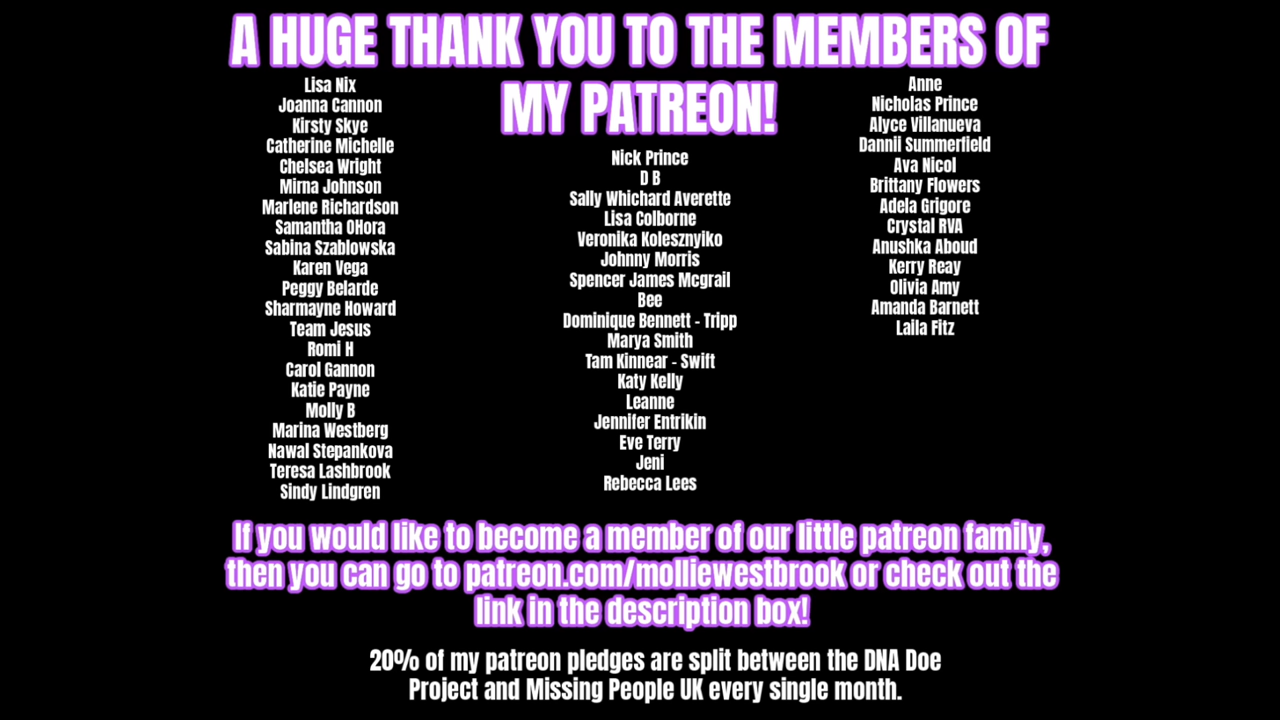 A HUGE THANK YOU TO THE MEMBERS OF
MY PATREON!
Lisa Nix
Joanna Cannon
Kirsty Skye
Catherine Michelle
Chelsea Wright
Mirna Johnson
Marlene Richardson
Samantha OHora
Sabina Szablowska
Karen Vega
Peggy Belarde
Sharmayne Howard
Team Jesus
Romi H
Carol Gannon
Katie Payne
Molly B
Marina Westberg
Nawal Stepankova
Teresa Lashbrook
Sindy Lindgren
Nick Prince
D B
Sally Whichard Averette
Lisa Colborne
Veronika Kolesznyiko
Johnny Morris
Spencer James Mcgrail
Bee
Dominique Bennett - Tripp
Marya Smith
Tam Kinnear - Swift
Katy Kelly
Leanne
Jennifer Entrikin
Eve Terry
Jeni
Rebecca Lees
Anne
Nicholas Prince
Alyce Villanueva
Dannii Summerfield
Ava Nicol
Brittany Flowers
Adela Grigore
Crystal RVA
Anushka Aboud
Kerry Reay
Olivia Amy
Amanda Barnett
Laila Fitz
If you would like to become a member of our little patreon family,
then you can go to patreon.com/molliewestbrook or check out the
link in the description box!
20% of my patreon pledges are split between the DNA Doe
Project and Missing People UK every single month.